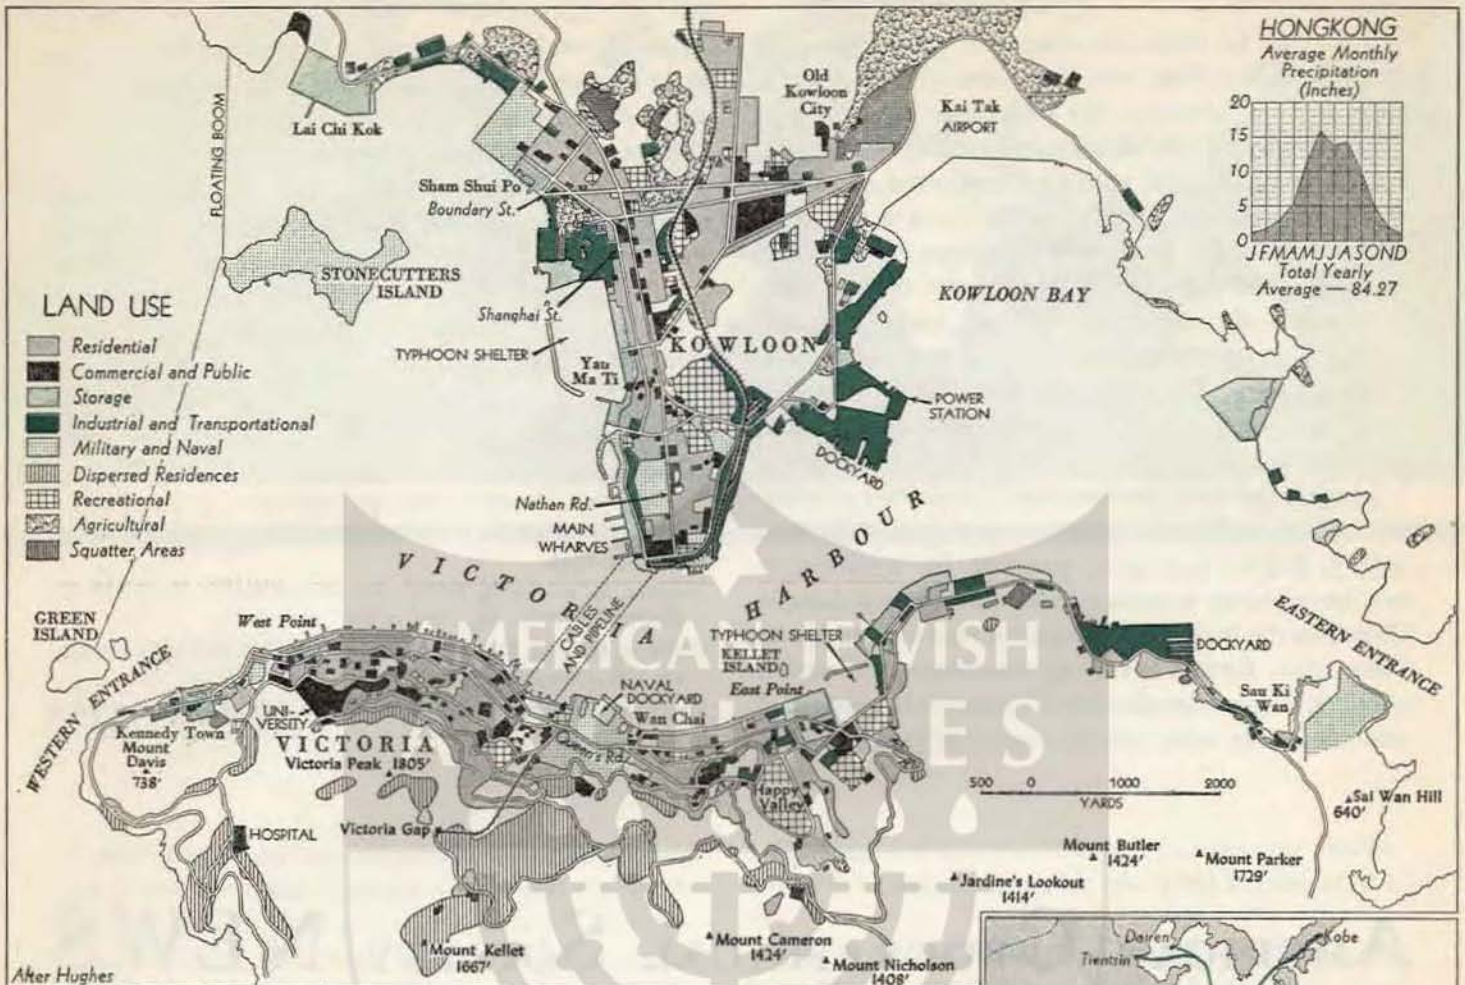 HONGKONG
Average Monthly
Precipitation
(Inches)
20
15
10
5
0
JFMAMJJASOND
Total Yearly
Average — 84.27
Old
Kowloon
City
Kai Tak
AIRPORT
Lai Chi Kok
FLOATING BOOM
Sham Shui Po
Boundary St.
STONECUTTERS
ISLAND
KOWLOON BAY
LAND USE
Residential
Commercial and Public
Storage
Industrial and Transportational
Military and Naval
Dispersed Residences
Recreational
Agricultural
Squatter Areas
Shanghai St.
TYPHOON SHELTER
Yau
Ma Ti
KOWLOON
POWER
STATION
DOCKYARD
Nathan Rd.
MAIN
WHARVES
VICTORIA HARBOUR
CABLES
AND PIPELINE
GREEN
ISLAND
West Point
WESTERN ENTRANCE
TYPHOON SHELTER
KELLET
ISLAND
East Point
DOCKYARD
EASTERN ENTRANCE
Sau Ki
Wan
NAVAL
DOCKYARD
Wan Chai
UNI-
VERSITY
Kennedy Town
Mount
Davis
738'
VICTORIA
Victoria Peak 1805'
Queen's Rd.
Happy
Valley
500 0 1000 2000
YARDS
Sai Wan Hill
640'
HOSPITAL
Victoria Gap
Mount Butler
1424'
Mount Parker
1729'
Jardine's Lookout
1414'
Mount Kellet
1667'
Mount Cameron
1424'
Mount Nicholson
1408'
After Hughes
Dairen
Tientsin
Kobe
AMERICAN JEWISH